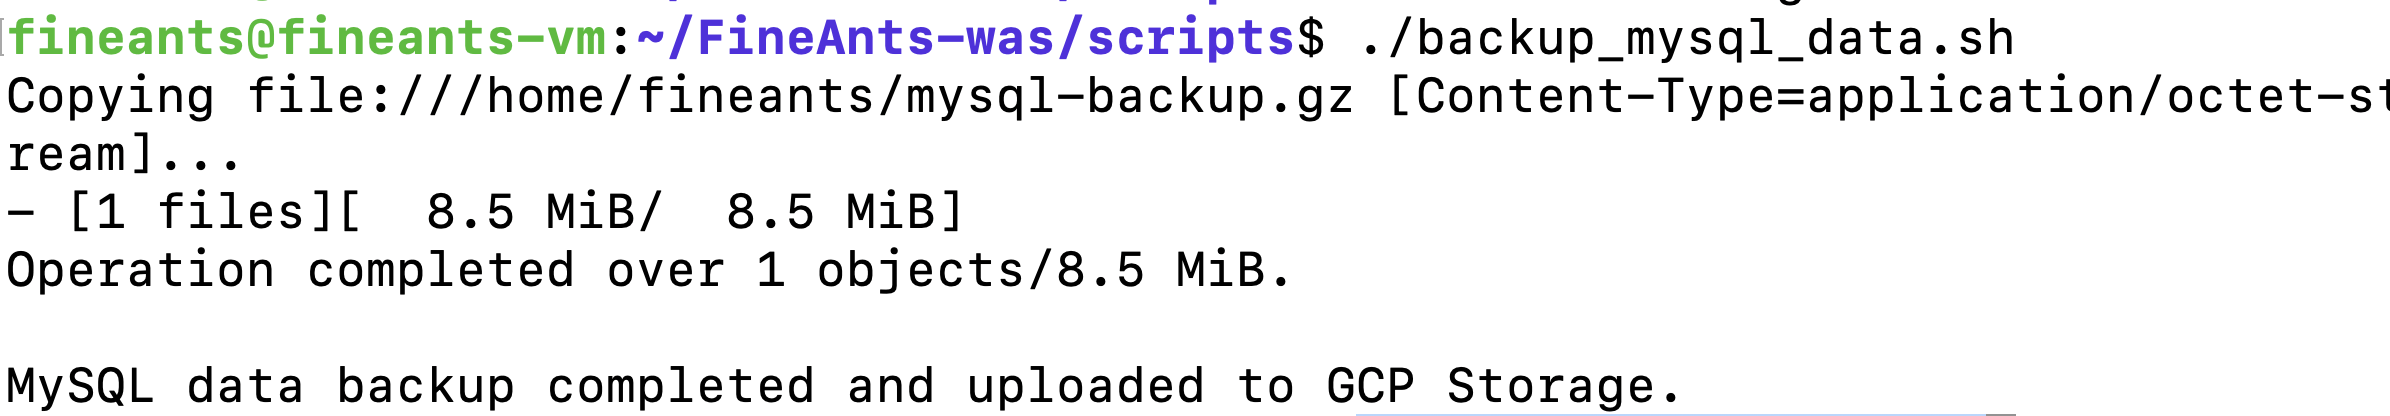 fineants@fineants-vm:~/FineAnts-was/scripts$ ./backup_mysql_data.sh
Copying file:///home/fineants/mysql-backup.gz [Content-Type=application/octet-st
ream]...
- [1 files][  8.5 MiB/  8.5 MiB]
Operation completed over 1 objects/8.5 MiB.
MySQL data backup completed and uploaded to GCP Storage.